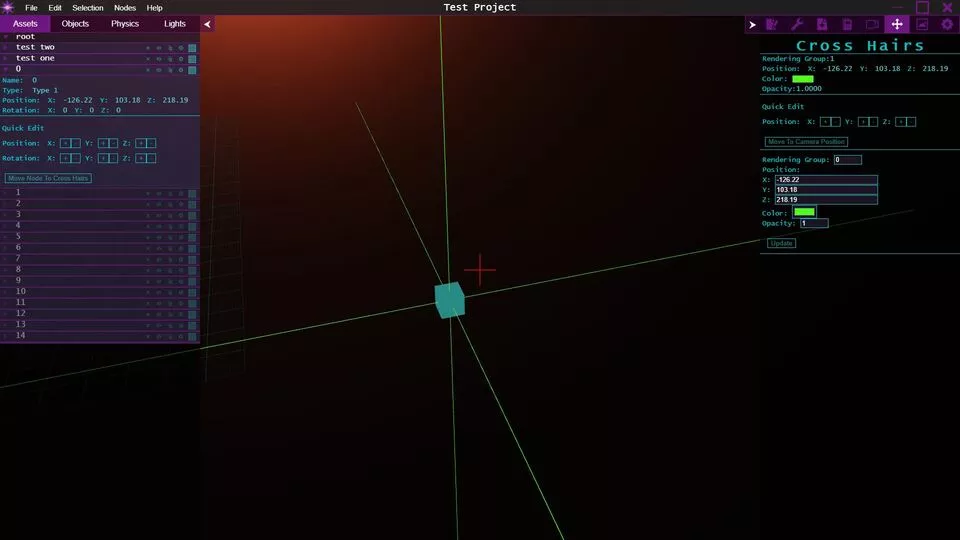 File Edit Selection Nodes Help
Test Project
Assets Objects Physics Lights
root
test two
test one
0
Name: 0
Type: Type 1
Position: X: -126.22 Y: 103.18 Z: 218.19
Rotation: X: 0 Y: 0 Z: 0
Quick Edit
Position: X: + - Y: + - Z: + -
Rotation: X: + - Y: + - Z: + -
Move Node To Cross Hairs
1
2
3
4
5
6
7
8
9
10
11
12
13
14
Cross Hairs
Rendering Group:1
Position: X: -126.22 Y: 103.18 Z: 218.19
Color:
Opacity:1.0000
Quick Edit
Position: X: + - Y: + - Z: + -
Move To Camera Position
Rendering Group: 0
Position:
X: -126.22
Y: 103.18
Z: 218.19
Color:
Opacity: 1
Update